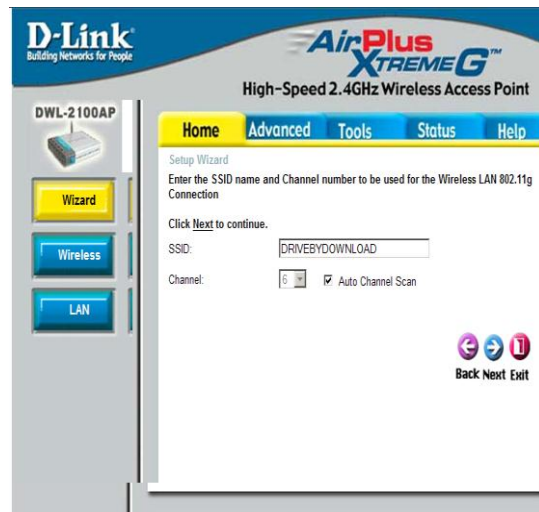 D-Link
Building Networks for People
AirPlus
XTREME G™
High-Speed 2.4GHz Wireless Access Point
DWL-2100AP
Home Advanced Tools Status Help
Wizard
Wireless
LAN
Setup Wizard
Enter the SSID name and Channel number to be used for the Wireless LAN 802.11g
Connection
Click Next to continue.
SSID: DRIVEBYDOWNLOAD
Channel: 6 Auto Channel Scan
Back Next Exit